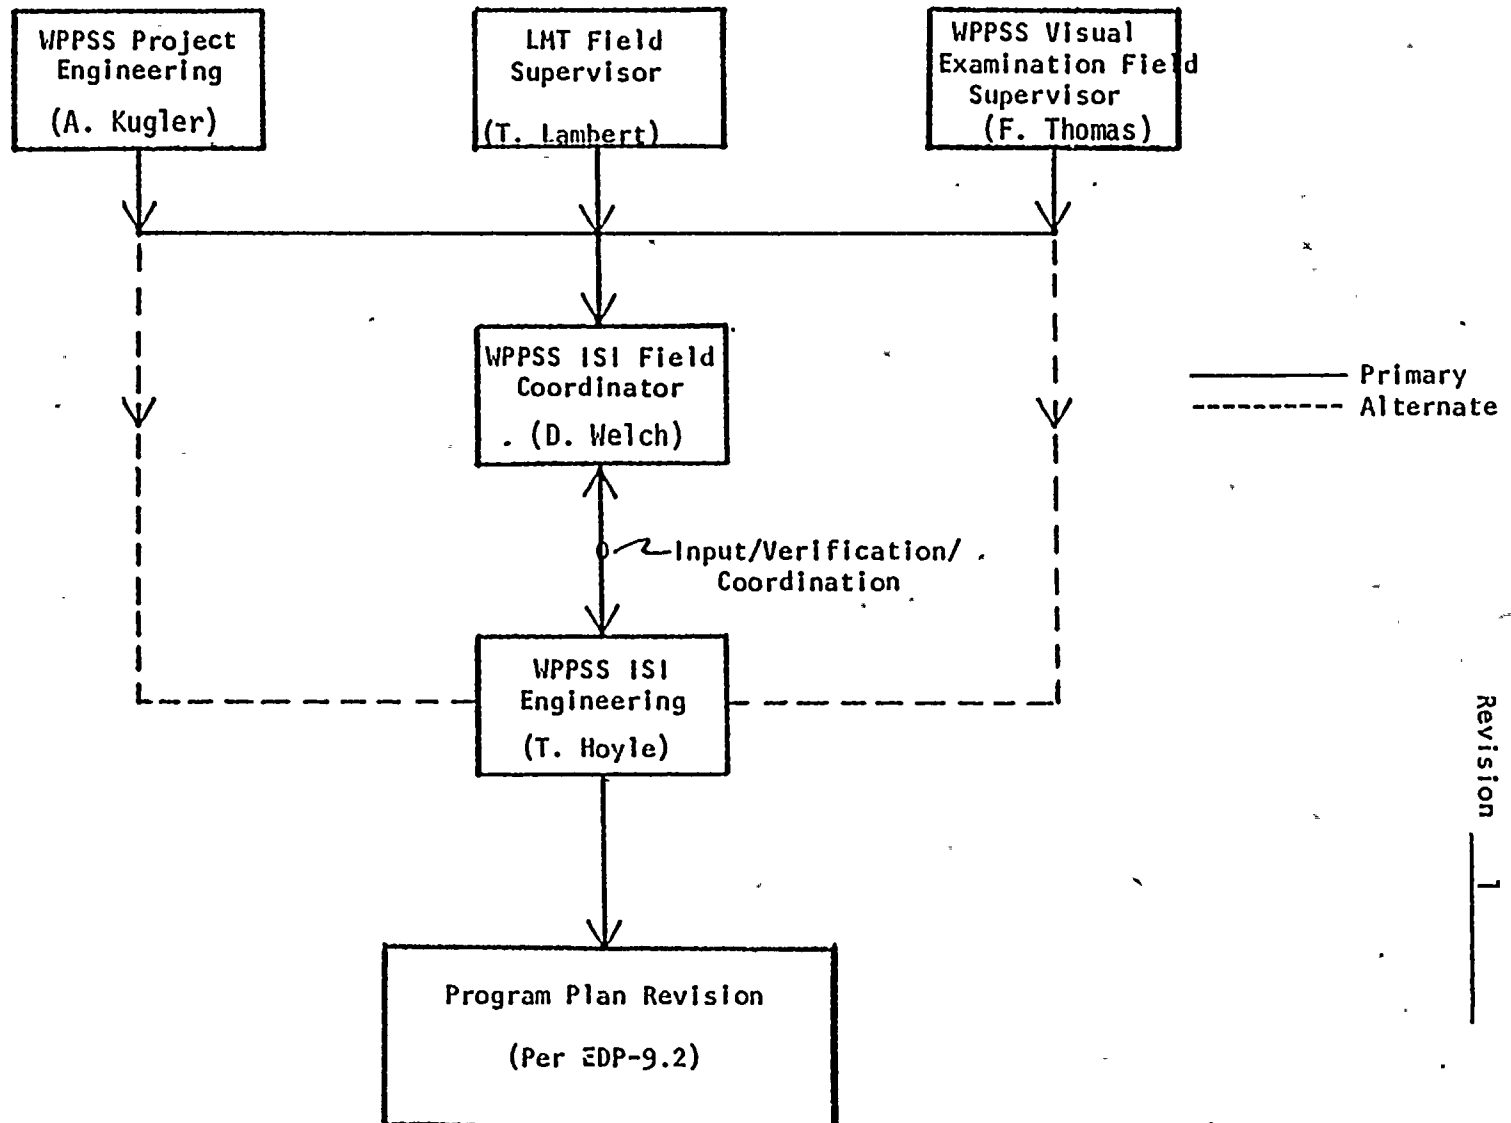 WPPSS Project
Engineering
(A. Kugler)
LMT Field
Supervisor
(T. Lambert)
WPPSS Visual
Examination Field
Supervisor
(F. Thomas)
WPPSS ISI Field
Coordinator
(D. Welch)
Primary
Alternate
Input/Verification/
Coordination
WPPSS ISI
Engineering
(T. Hoyle)
Program Plan Revision
(Per EDP-9.2)
Revision 1